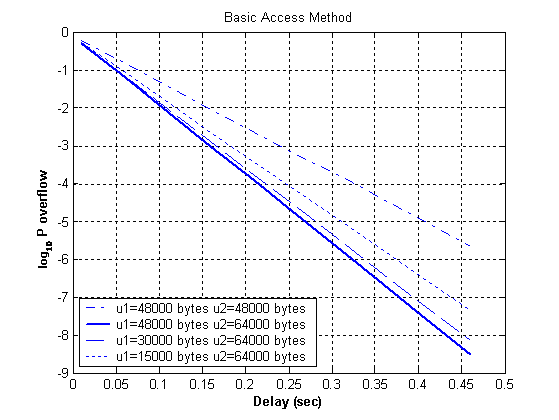 Basic Access Method
0
-1
-2
-3
-4
-5
-6
-7
-8
-9
log10 P overflow
u1=48000 bytes u2=48000 bytes
u1=48000 bytes u2=64000 bytes
u1=30000 bytes u2=64000 bytes
u1=15000 bytes u2=64000 bytes
0 0.05 0.1 0.15 0.2 0.25 0.3 0.35 0.4 0.45 0.5
Delay (sec)